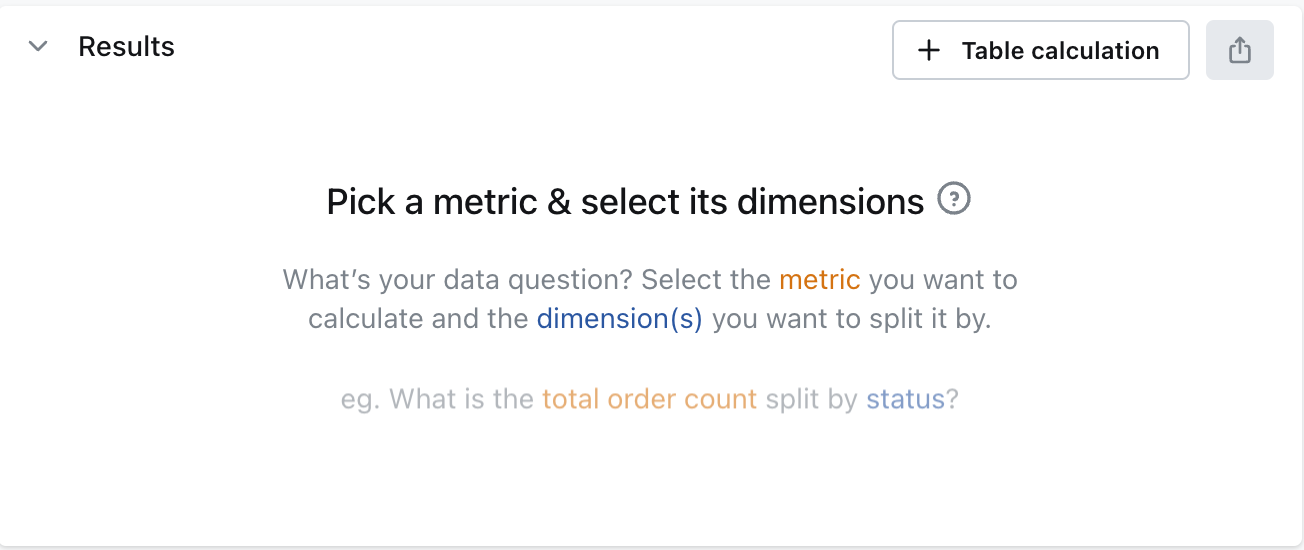 Results
+ Table calculation
Pick a metric & select its dimensions ?
What’s your data question? Select the metric you want to
calculate and the dimension(s) you want to split it by.
eg. What is the total order count split by status?